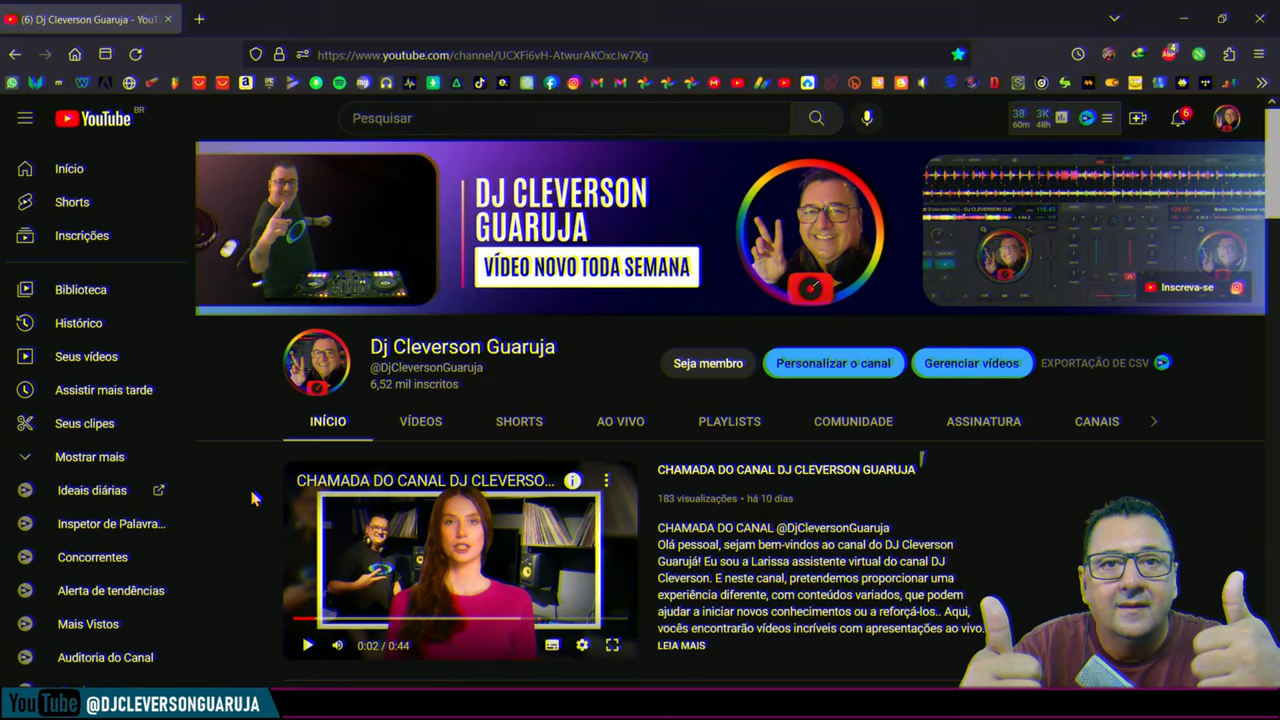 (6) Dj Cleverson Guaruja - YouT
https://www.youtube.com/channel/UCXFi6vH-AtwurAKOxcJw7Xg
YouTube BR
Pesquisar
38 60m 3K 48h
6
Início
Shorts
Inscrições
Biblioteca
Histórico
Seus vídeos
Assistir mais tarde
Seus clipes
Mostrar mais
Ideais diárias
Inspetor de Palavra...
Concorrentes
Alerta de tendências
Mais Vistos
Auditoria do Canal
DJ CLEVERSON
GUARUJA
VÍDEO NOVO TODA SEMANA
Inscreva-se
Dj Cleverson Guaruja
@DjCleversonGuaruja
6,52 mil inscritos
Seja membro
Personalizar o canal
Gerenciar vídeos
EXPORTAÇÃO DE CSV
INÍCIO VÍDEOS SHORTS AO VIVO PLAYLISTS COMUNIDADE ASSINATURA CANAIS
CHAMADA DO CANAL DJ CLEVERSO...
0:02 / 0:44
CHAMADA DO CANAL DJ CLEVERSON GUARUJA
183 visualizações • há 10 dias
CHAMADA DO CANAL @DjCleversonGuaruja
Olá pessoal, sejam bem-vindos ao canal do DJ Cleverson
Guarujá! Eu sou a Larissa assistente virtual do canal DJ
Cleverson. E neste canal, pretendemos proporcionar uma
experiência diferente, com conteúdos variados, que podem
ajudar a iniciar novos conhecimentos ou a reforçá-los.. Aqui,
vocês encontrarão vídeos incríveis com apresentações ao vivo.
LEIA MAIS
YouTube @DJCLEVERSONGUARUJA